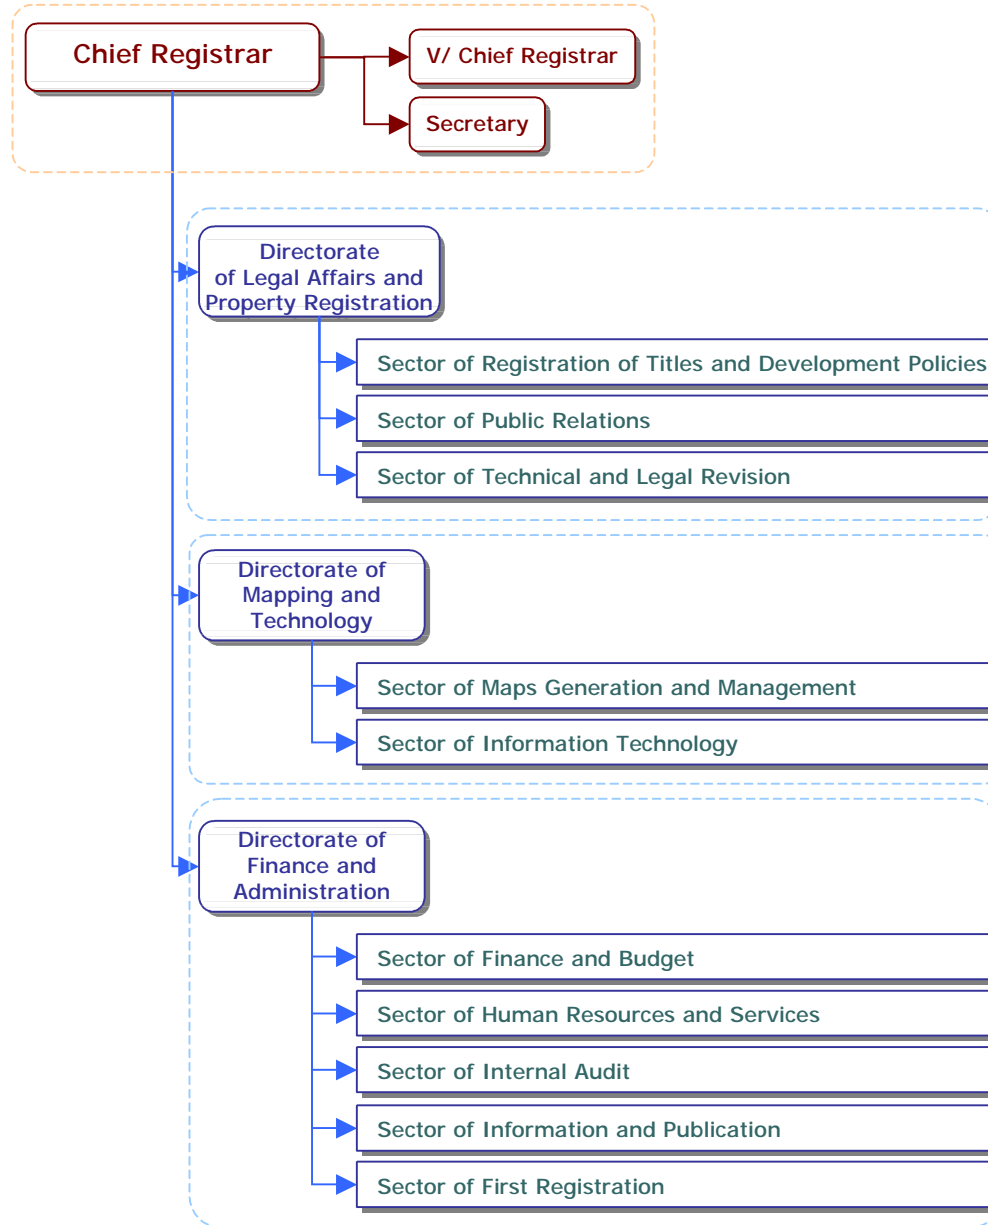 Chief Registrar
V/ Chief Registrar
Secretary
Directorate
of Legal Affairs and
Property Registration
Sector of Registration of Titles and Development Policies
Sector of Public Relations
Sector of Technical and Legal Revision
Directorate of
Mapping and
Technology
Sector of Maps Generation and Management
Sector of Information Technology
Directorate of
Finance and
Administration
Sector of Finance and Budget
Sector of Human Resources and Services
Sector of Internal Audit
Sector of Information and Publication
Sector of First Registration